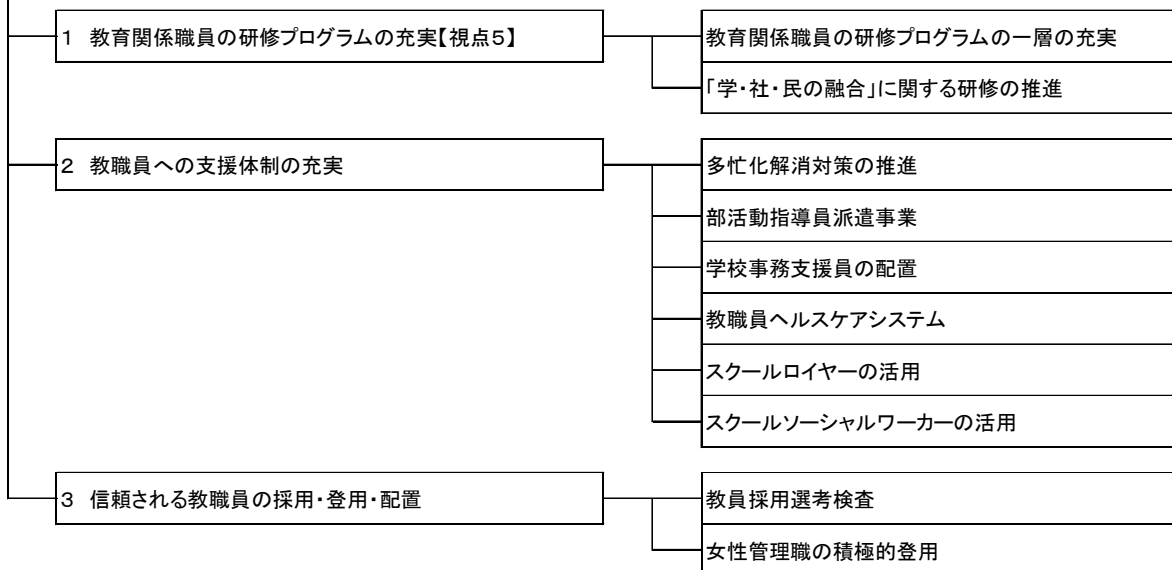 1 教育関係職員の研修プログラムの充実【視点5】
教育関係職員の研修プログラムの一層の充実
「学・社・民の融合」に関する研修の推進
2 教職員への支援体制の充実
多忙化解消対策の推進
部活動指導員派遣事業
学校事務支援員の配置
教職員ヘルスケアシステム
スクールロイヤーの活用
スクールソーシャルワーカーの活用
3 信頼される教職員の採用・登用・配置
教員採用選考検査
女性管理職の積極的登用